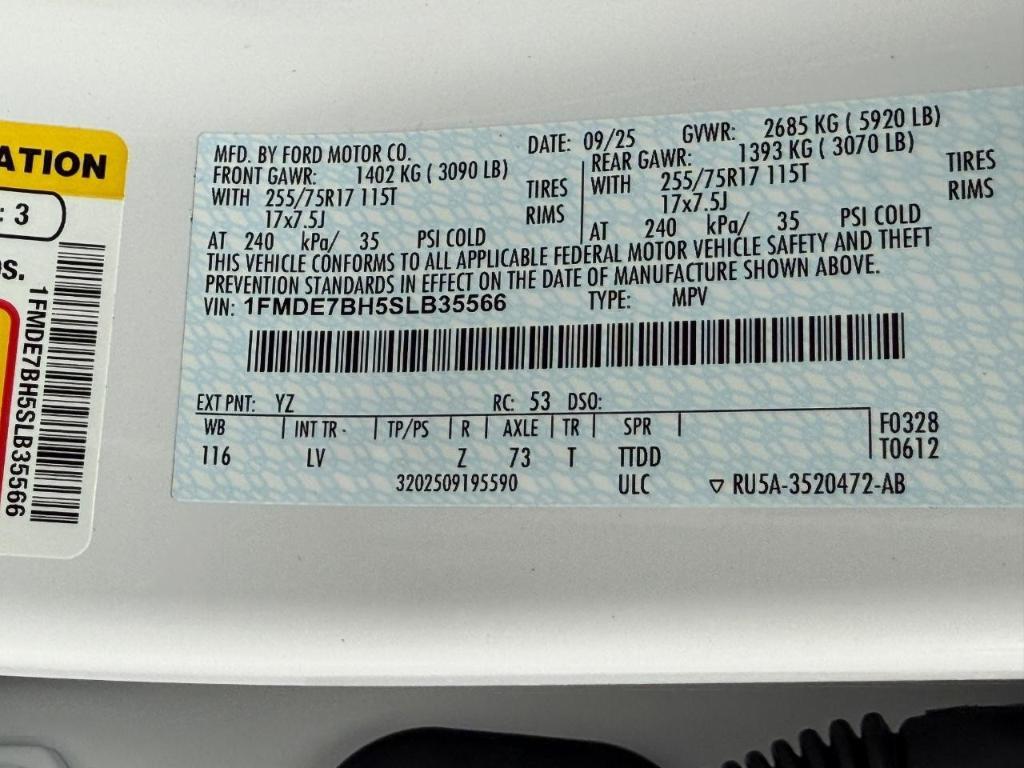 ATION
: 3
s.
1FMDE7BH5SLB35566
MFD. BY FORD MOTOR CO.
DATE: 09/25 GVWR: 2685 KG ( 5920 LB)
FRONT GAWR: 1402 KG ( 3090 LB)
WITH 255/75R17 115T TIRES
17x7.5J RIMS
AT 240 kPa/ 35 PSI COLD
REAR GAWR: 1393 KG ( 3070 LB)
WITH 255/75R17 115T TIRES
17x7.5J RIMS
AT 240 kPa/ 35 PSI COLD
THIS VEHICLE CONFORMS TO ALL APPLICABLE FEDERAL MOTOR VEHICLE SAFETY AND THEFT
PREVENTION STANDARDS IN EFFECT ON THE DATE OF MANUFACTURE SHOWN ABOVE.
VIN: 1FMDE7BH5SLB35566 TYPE: MPV
EXT PNT: YZ RC: 53 DSO:
WB | INT TR - | TP/PS | R | AXLE | TR | SPR | F0328
116 LV Z 73 T TTDD T0612
3202509195590 ULC ▽ RU5A-3520472-AB